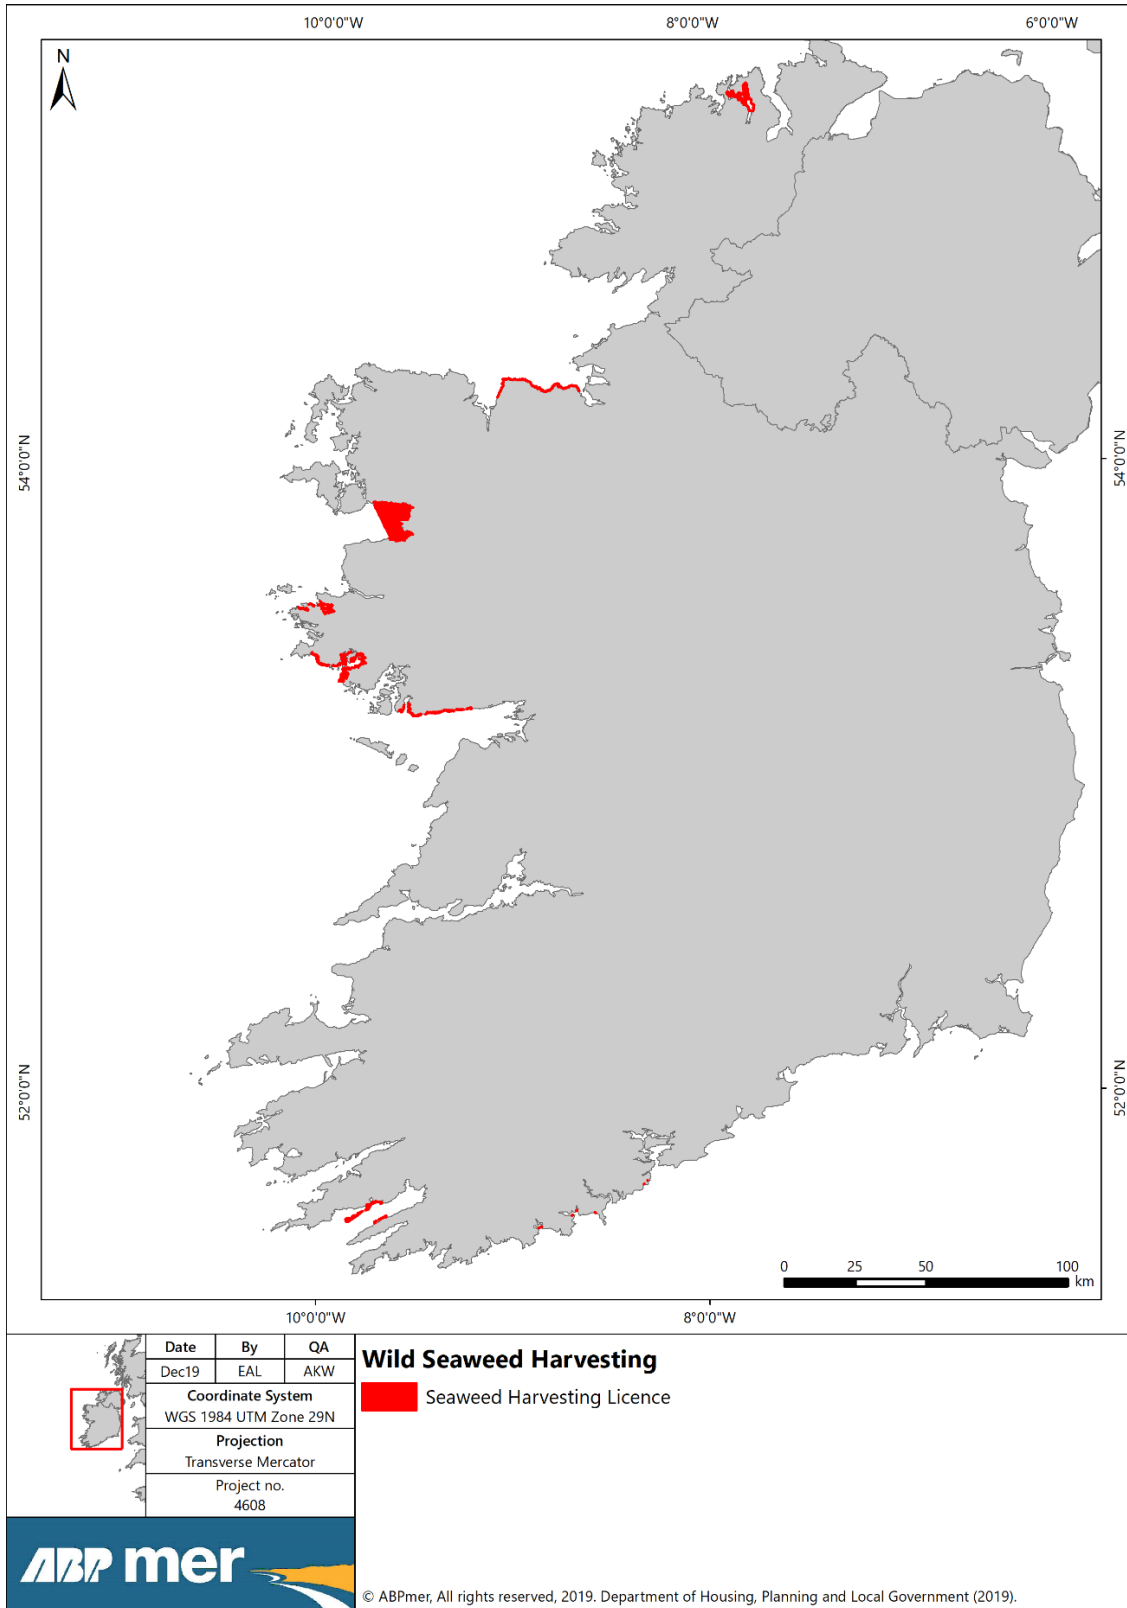 10°0'0"W 8°0'0"W 6°0'0"W
N
54°0'0"N 54°0'0"N
52°0'0"N 52°0'0"N
0 25 50 100
km
10°0'0"W 8°0'0"W
Date By QA
Dec19 EAL AKW
Coordinate System
WGS 1984 UTM Zone 29N
Projection
Transverse Mercator
Project no.
4608
ABP mer
Wild Seaweed Harvesting
Seaweed Harvesting Licence
© ABPmer, All rights reserved, 2019. Department of Housing, Planning and Local Government (2019).